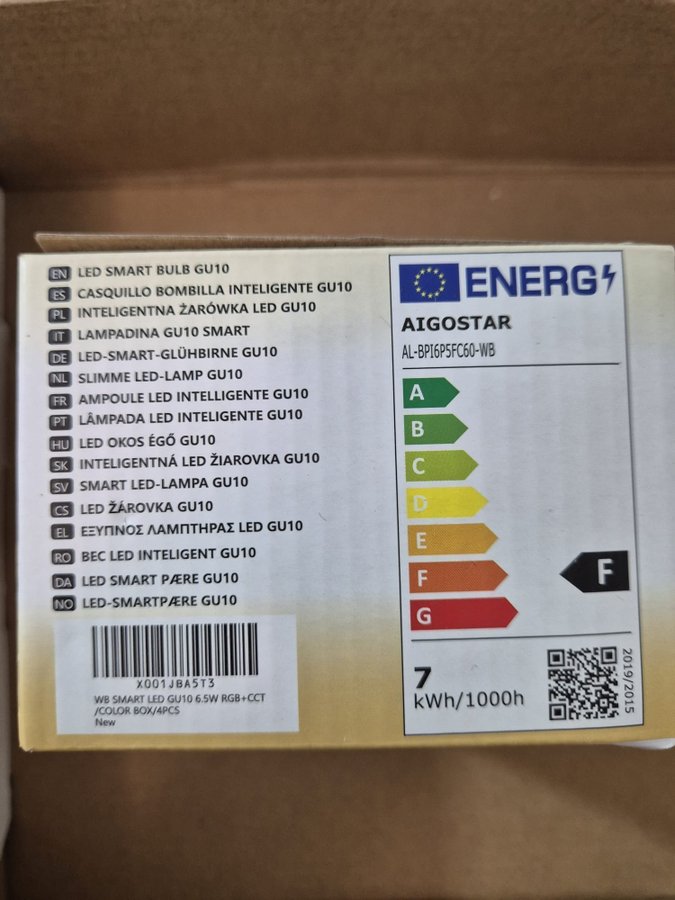 EN LED SMART BULB GU10
ES CASQUILLO BOMBILLA INTELIGENTE GU10
PL INTELIGENTNA ŻARÓWKA LED GU10
IT LAMPADINA GU10 SMART
DE LED-SMART-GLÜHBIRNE GU10
NL SLIMME LED-LAMP GU10
FR AMPOULE LED INTELLIGENTE GU10
PT LÂMPADA LED INTELIGENTE GU10
HU LED OKOS ÉGŐ GU10
SK INTELIGENTNÁ LED ŽIAROVKA GU10
SV SMART LED-LAMPA GU10
CS LED ŽÁROVKA GU10
EL ΕΞΥΠΝΟΣ ΛΑΜΠΤΗΡΑΣ LED GU10
RO BEC LED INTELIGENT GU10
DA LED SMART PÆRE GU10
NO LED-SMARTPÆRE GU10
X001JBA5T3
WB SMART LED GU10 6.5W RGB+CCT
/COLOR BOX/4PCS
New
ENERG
AIGOSTAR
AL-BPI6P5FC60-WB
A
B
C
D
E
F
F
G
7
kWh/1000h
2019/2015